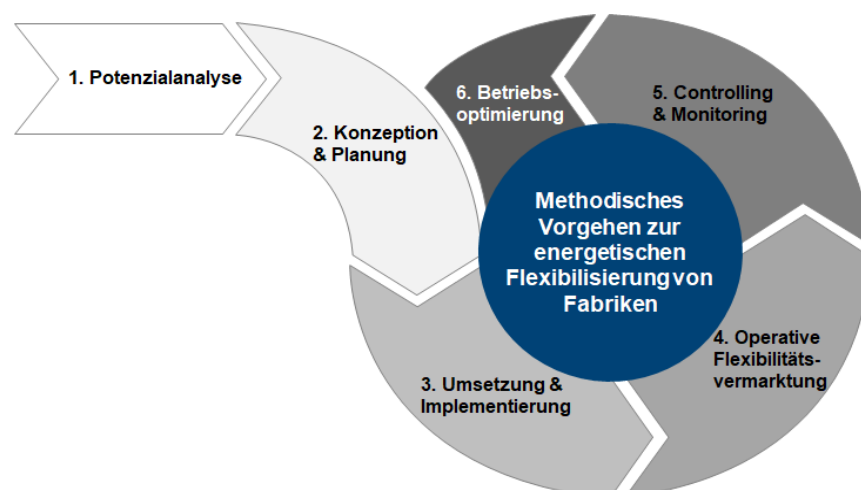 1. Potenzialanalyse
2. Konzeption
& Planung
3. Umsetzung &
Implementierung
4. Operative
Flexibilitäts-
vermarktung
5. Controlling
& Monitoring
6. Betriebs-
optimierung
Methodisches
Vorgehen zur
energetischen
Flexibilisierung von
Fabriken